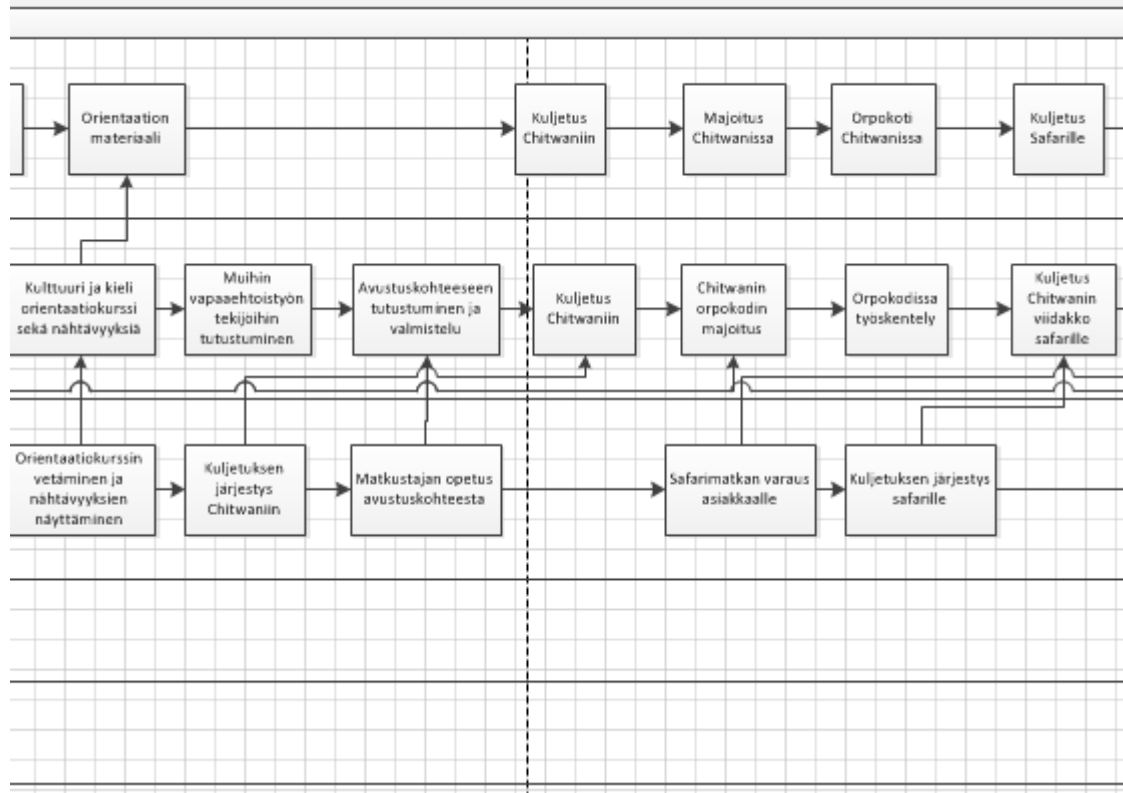 Orientaation
materiaali
Kuljetus
Chitwaniin
Majoitus
Chitwanissa
Orpokoti
Chitwanissa
Kuljetus
Safarille
Kulttuuri ja kieli
orientaatiokurssi
sekä nähtävyyksiä
Muihin
vapaaehtoistyön
tekijöihin
tutustuminen
Avustuskohteeseen
tutustuminen ja
valmistelu
Kuljetus
Chitwaniin
Chitwanin
orpokodin
majoitus
Orpokodissa
työskentely
Kuljetus
Chitwanin
viidakko
safarille
Orientatiokurssin
vetäminen ja
nähtävyyksien
näyttäminen
Kuljetuksen
järjestys
Chitwaniin
Matkustajan opetus
avustuskohteesta
Safarimatkan varaus
asiakkaalle
Kuljetuksen järjestys
safarille